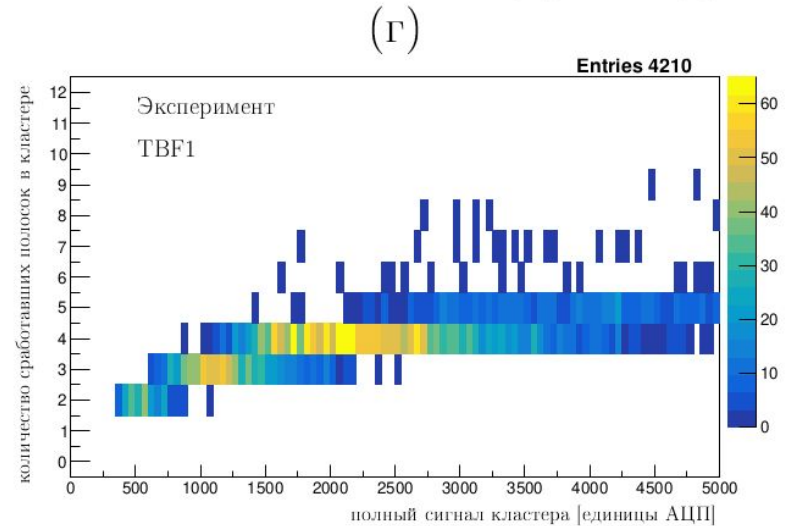 (г)
Entries 4210
Эксперимент
TBF1
количество сработавших полосок в кластере
12
11
10
9
8
7
6
5
4
3
2
1
0
60
50
40
30
20
10
0
0 500 1000 1500 2000 2500 3000 3500 4000 4500 5000
полный сигнал кластера [единицы АЦП]